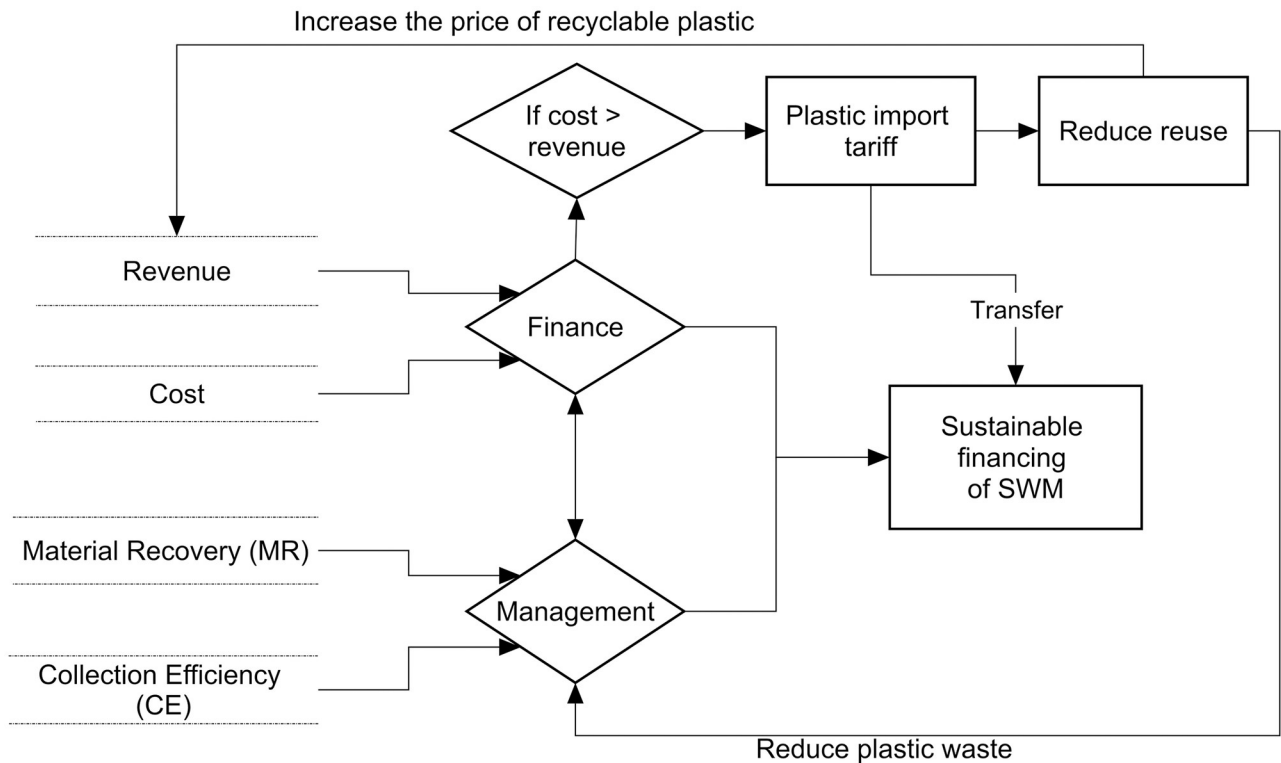 Increase the price of recyclable plastic
If cost >
revenue
Plastic import
tariff
Reduce reuse
Revenue
Finance
Transfer
Cost
Sustainable
financing
of SWM
Material Recovery (MR)
Management
Collection Efficiency
(CE)
Reduce plastic waste